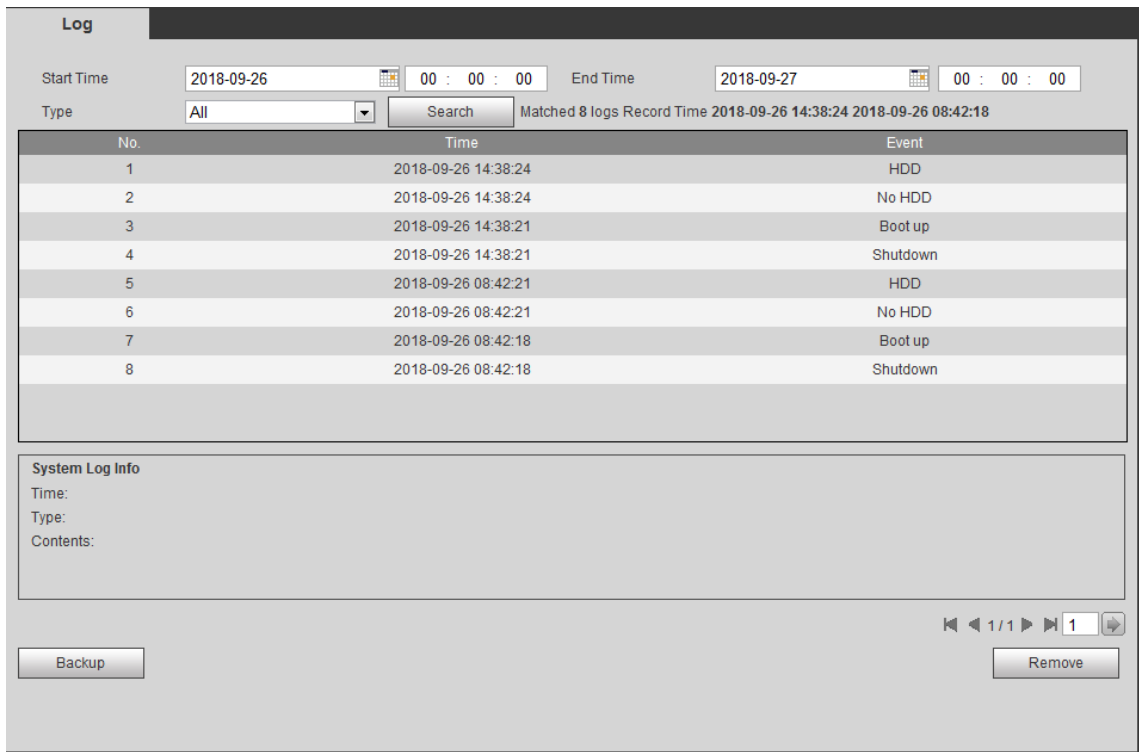 Log
Start Time 2018-09-26 00 : 00 : 00 End Time 2018-09-27 00 : 00 : 00
Type All Search Matched 8 logs Record Time 2018-09-26 14:38:24 2018-09-26 08:42:18
No. Time Event
1 2018-09-26 14:38:24 HDD
2 2018-09-26 14:38:24 No HDD
3 2018-09-26 14:38:21 Boot up
4 2018-09-26 14:38:21 Shutdown
5 2018-09-26 08:42:21 HDD
6 2018-09-26 08:42:21 No HDD
7 2018-09-26 08:42:18 Boot up
8 2018-09-26 08:42:18 Shutdown
System Log Info
Time:
Type:
Contents:
1 / 1 1
Backup Remove